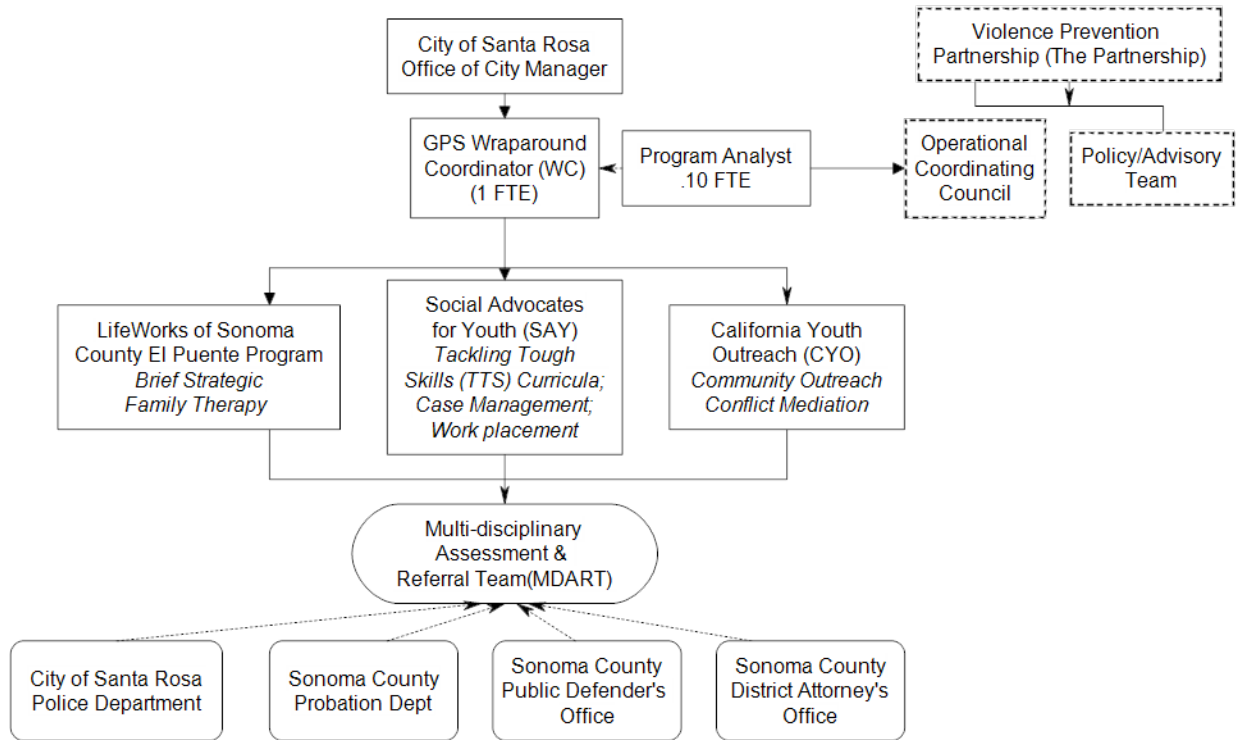 City of Santa Rosa
Office of City Manager
Violence Prevention
Partnership (The Partnership)
GPS Wraparound
Coordinator (WC)
(1 FTE)
Program Analyst
.10 FTE
Operational
Coordinating
Council
Policy/Advisory
Team
LifeWorks of Sonoma
County El Puente Program
Brief Strategic
Family Therapy
Social Advocates
for Youth (SAY)
Tackling Tough
Skills (TTS) Curricula;
Case Management;
Work placement
California Youth
Outreach (CYO)
Community Outreach
Conflict Mediation
Multi-disciplinary
Assessment &
Referral Team(MDART)
City of Santa Rosa
Police Department
Sonoma County
Probation Dept
Sonoma County
Public Defender's
Office
Sonoma County
District Attorney's
Office